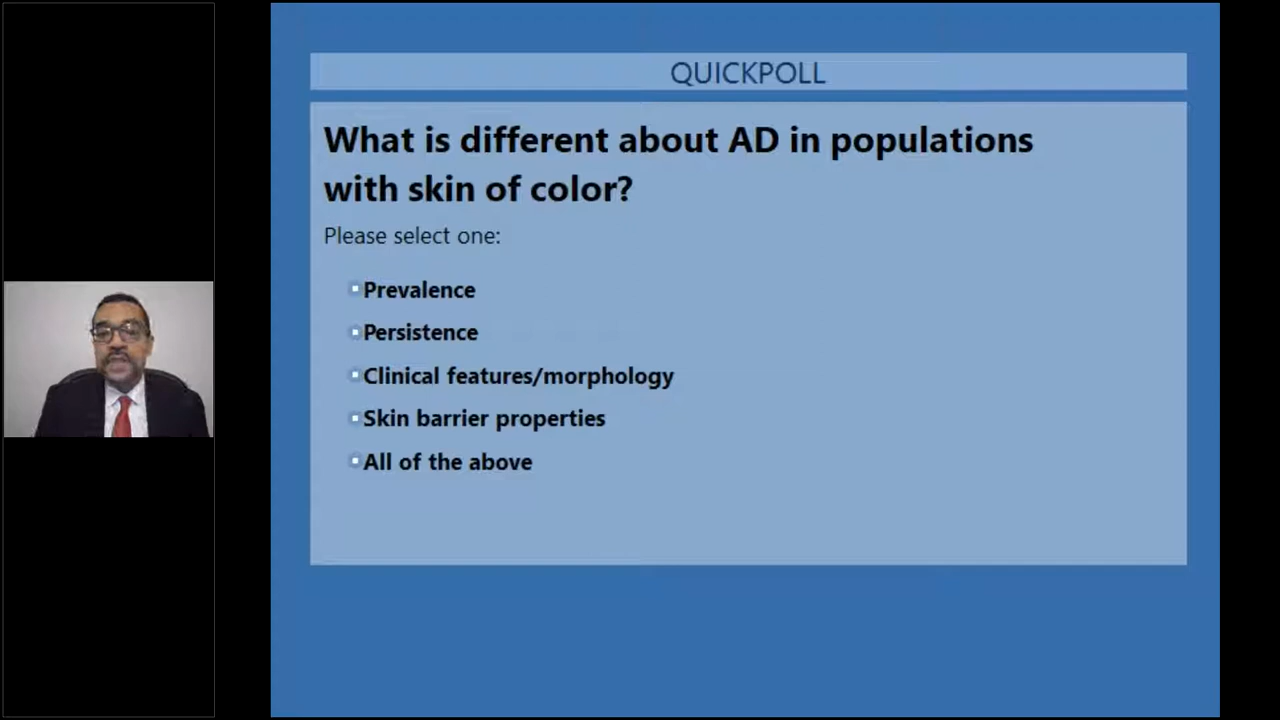 QUICKPOLL
What is different about AD in populations
with skin of color?
Please select one:
Prevalence
Persistence
Clinical features/morphology
Skin barrier properties
All of the above